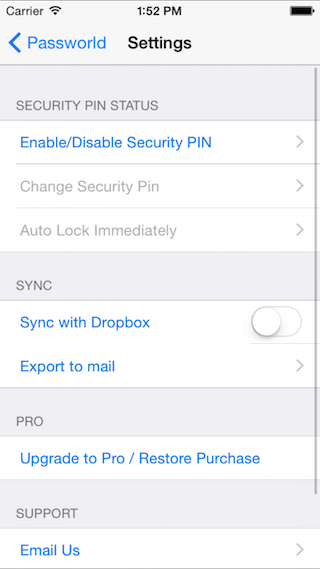 Carrier 1:52 PM
Passworld Settings
SECURITY PIN STATUS
Enable/Disable Security PIN
Change Security Pin
Auto Lock Immediately
SYNC
Sync with Dropbox
Export to mail
PRO
Upgrade to Pro / Restore Purchase
SUPPORT
Email Us